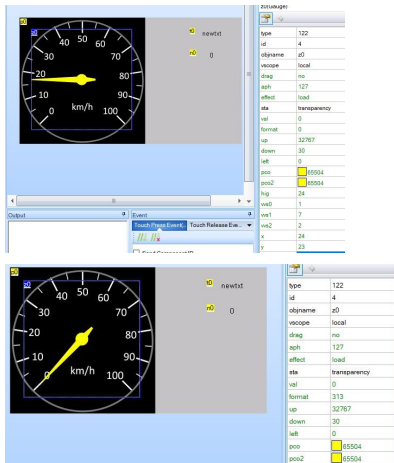 z0(Gauge)
z0
z0
40 60
30 70
20 80
10 90
0 100
km/h
t0 newtxt
n0 0
type 122
id 4
objname z0
vscope local
drag no
aph 127
effect load
sta transparency
val 0
format 0
up 32767
down 30
left 0
pco 65504
pco2 65504
hig 24
vvs0 1
vvs1 7
vvs2 2
x 24
y 23
Output
Event
Touch Press Event Touch Release Eve...
Send Component ID
z0
40 50 60
30 70
20 80
10 90
0 100
km/h
t0 newtxt
n0 0
type 122
id 4
objname z0
vscope local
drag no
aph 127
effect load
sta transparency
val 0
format 313
up 32767
down 30
left 0
pco 65504
pco2 65504